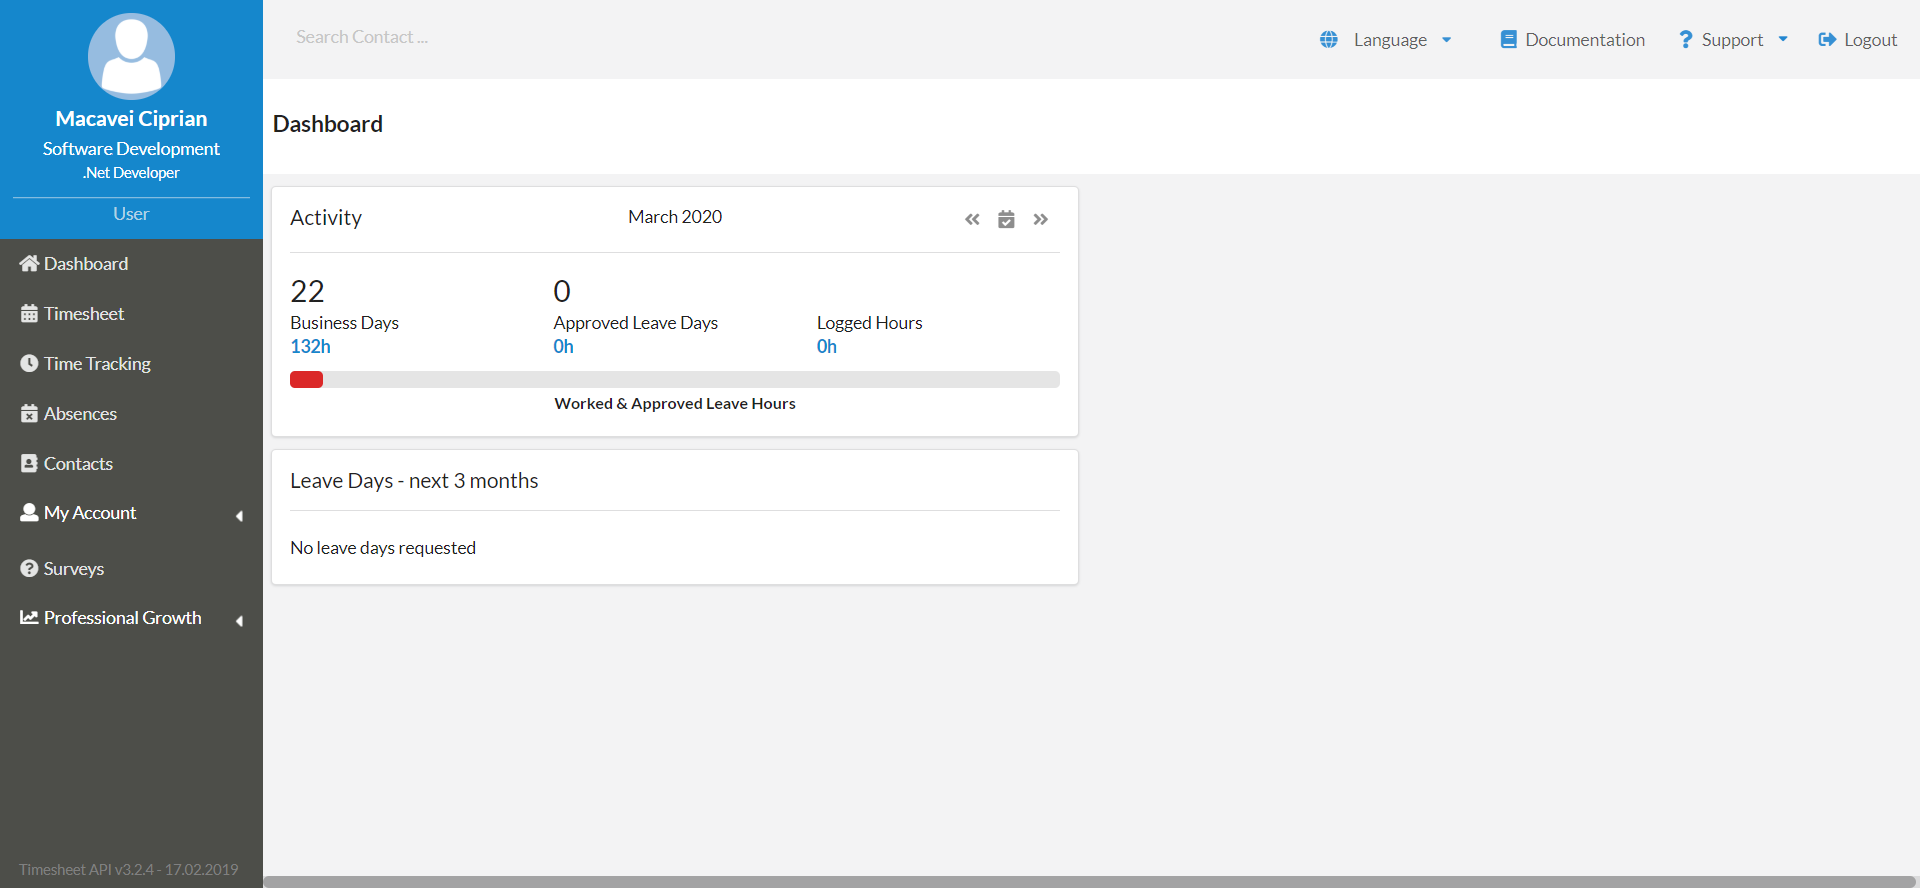 Macavei Ciprian
Software Development
.Net Developer
User
Dashboard
Timesheet
Time Tracking
Absences
Contacts
My Account
Surveys
Professional Growth
Timesheet API v3.2.4 - 17.02.2019
Search Contact ...
Language
Documentation
Support
Logout
Dashboard
Activity
March 2020
22
Business Days
132h
0
Approved Leave Days
0h
Logged Hours
0h
Worked & Approved Leave Hours
Leave Days - next 3 months
No leave days requested